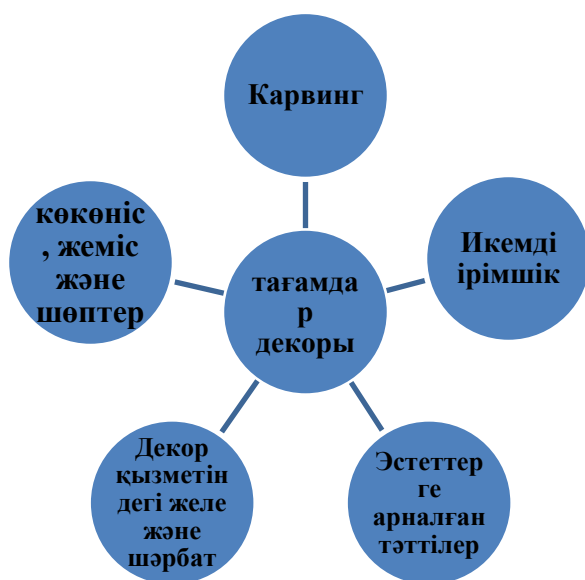 Карвинг
көкөніс
, жеміс
және
шөптер
Икемді
ірімшік
тағамда
р
декоры
Декор
қызметін
дегі желе
және
шәрбат
Эстеттер
ге
арналған
тәттілер